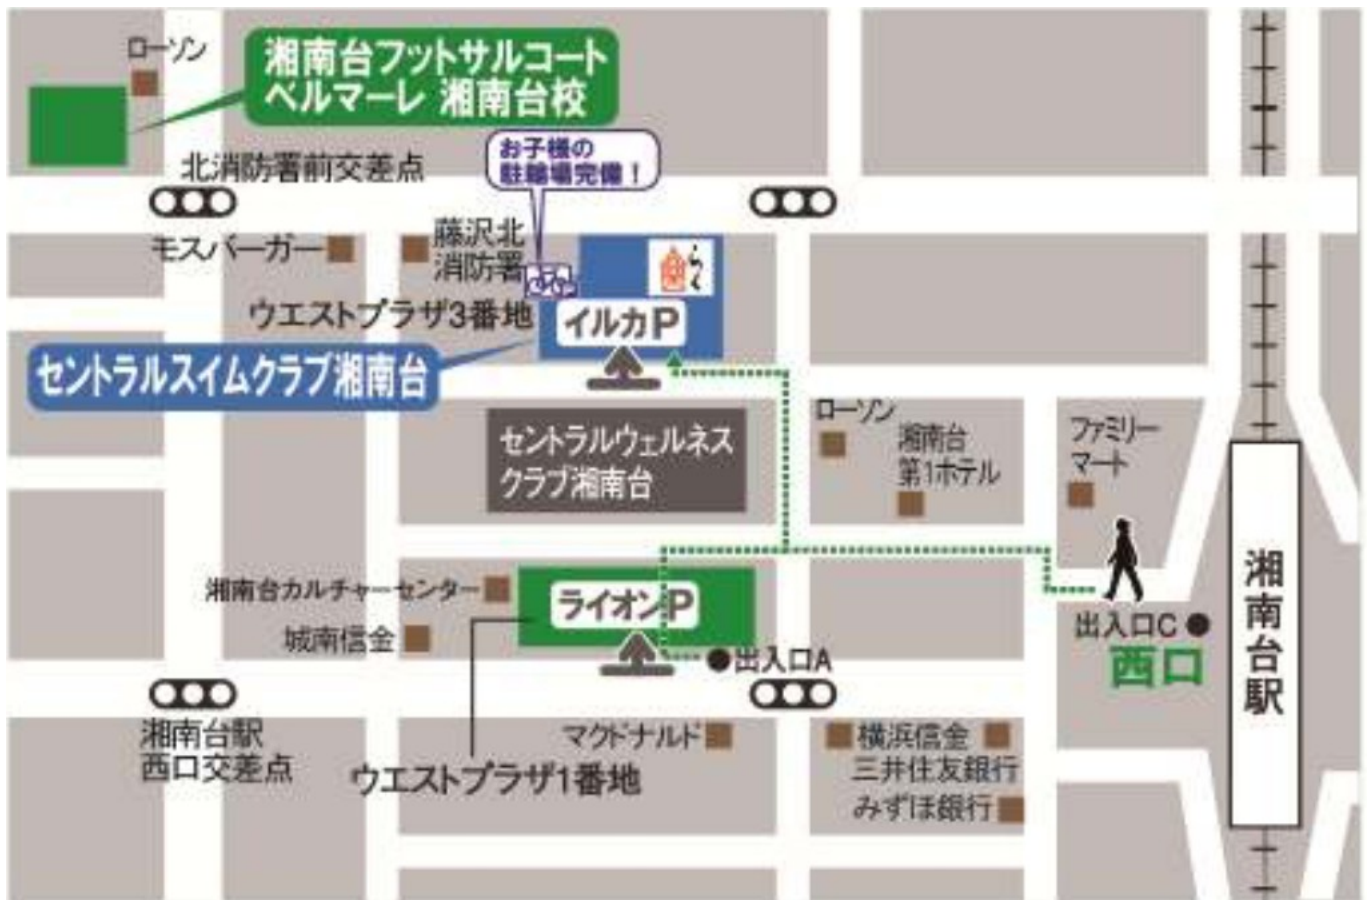 ローソン
湘南台フットサルコート
ベルマーレ 湘南台校
お子様の
駐輪場完備！
北消防署前交差点
モスバーガー
藤沢北
消防署
らく
ウエストプラザ3番地
イルカP
セントラルスイムクラブ湘南台
セントラルウェルネス
クラブ湘南台
ローソン
湘南台
第1ホテル
ファミリー
マート
湘南台駅
湘南台カルチャーセンター
ライオンP
城南信金
出入口C
西口
出入口A
湘南台駅
西口交差点
マクドナルド
横浜信金
三井住友銀行
みずほ銀行
ウエストプラザ1番地